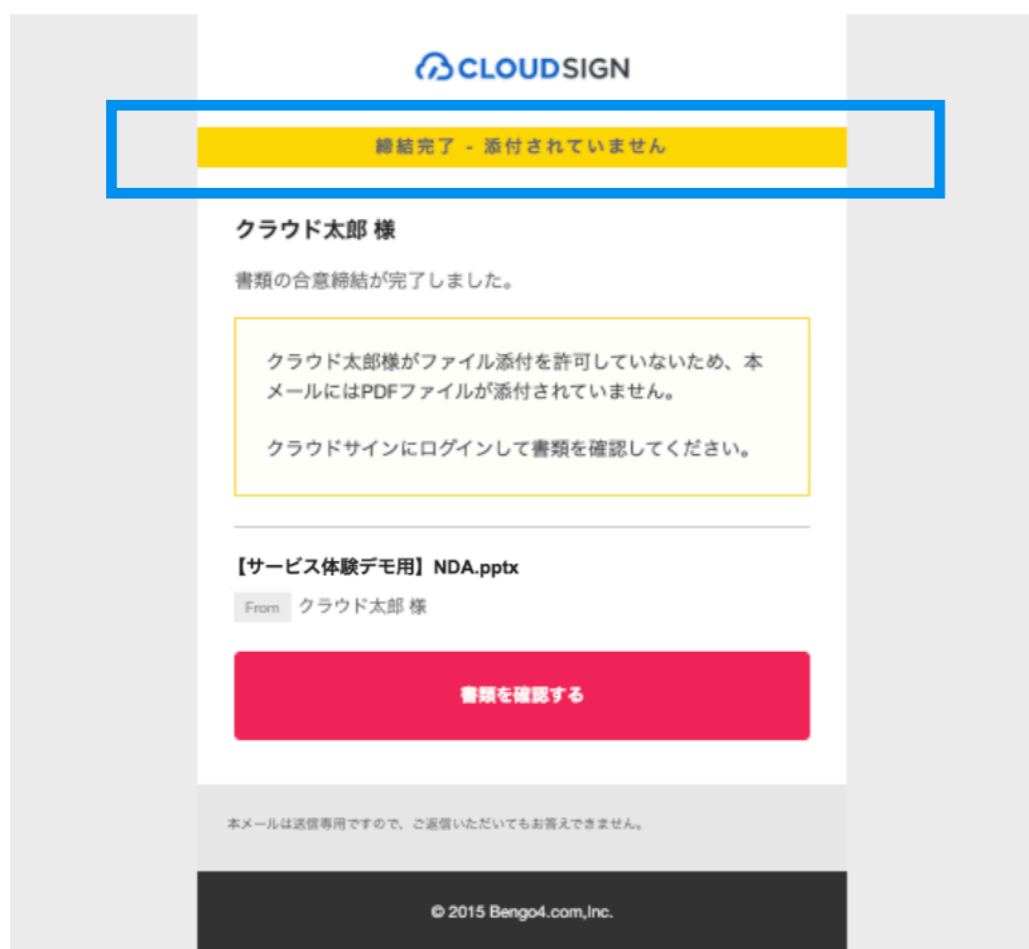 CLOUDSIGN
締結完了 - 添付されていません
クラウド太郎 様
書類の合意締結が完了しました。
クラウド太郎様がファイル添付を許可していないため、本
メールにはPDFファイルが添付されていません。
クラウドサインにログインして書類を確認してください。
【サービス体験デモ用】NDA.pptx
From クラウド太郎 様
書類を確認する
本メールは送信専用ですので、ご返信いただいてもお答えできません。
© 2015 Bengo4.com,Inc.